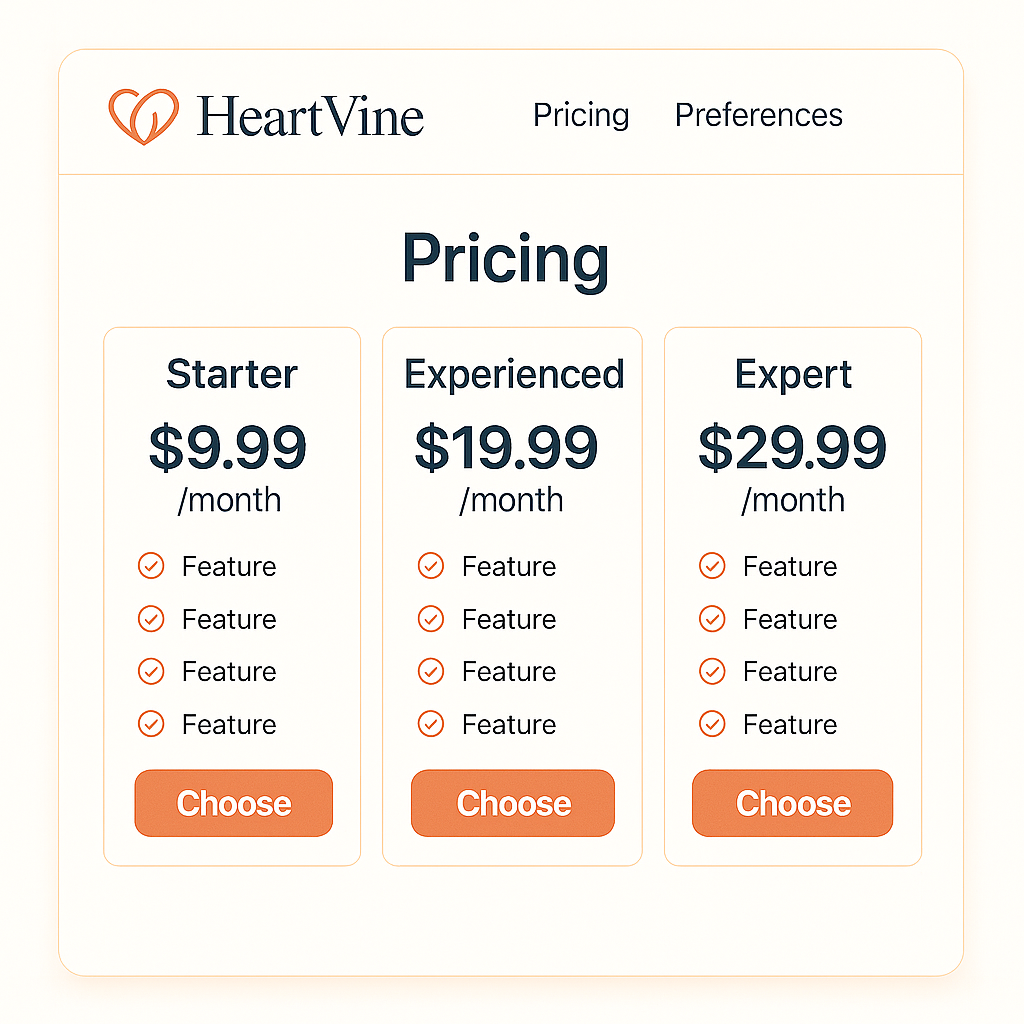 HeartVine
Pricing Preferences
Pricing
Starter
$9.99
/month
Feature
Feature
Feature
Feature
Choose
Experienced
$19.99
/month
Feature
Feature
Feature
Feature
Choose
Expert
$29.99
/month
Feature
Feature
Feature
Feature
Choose